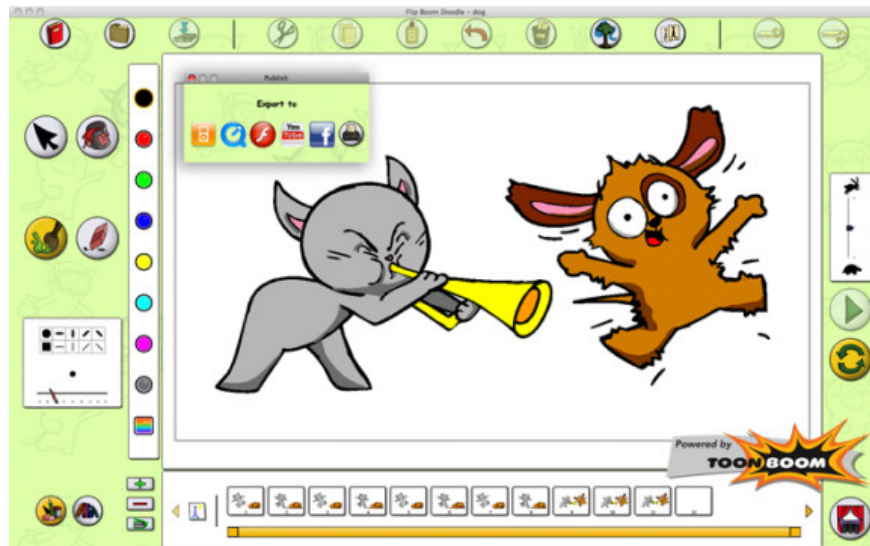 Flip Boom Doodle - dog
Publish
Export to
You
Tube
f
Powered by
TOON BOOM